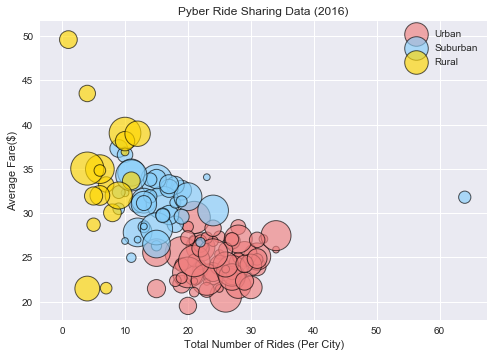 Pyber Ride Sharing Data (2016)
Urban
Suburban
Rural
50
45
40
35
30
25
20
Average Fare($)
0
10
20
30
40
50
60
Total Number of Rides (Per City)